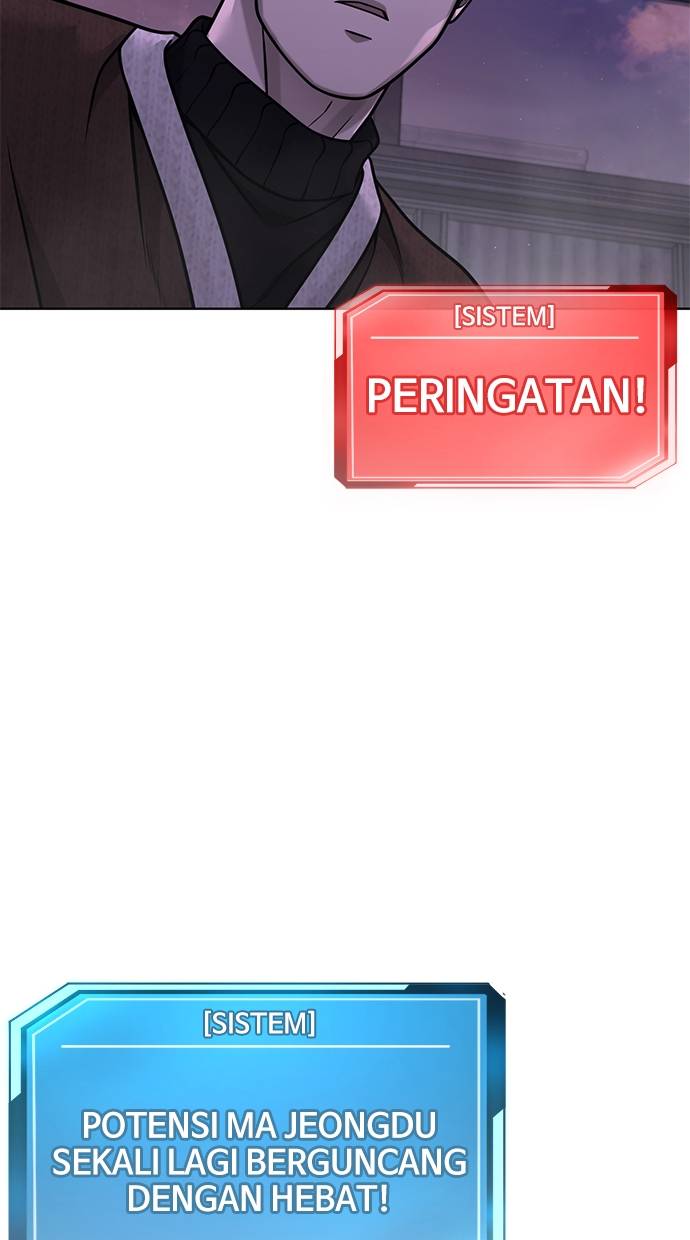 [SISTEM]
PERINGATAN!
[SISTEM]
POTENSI MA JEONGDU
SEKALI LAGI BERGUNCANG
DENGAN HEBAT!